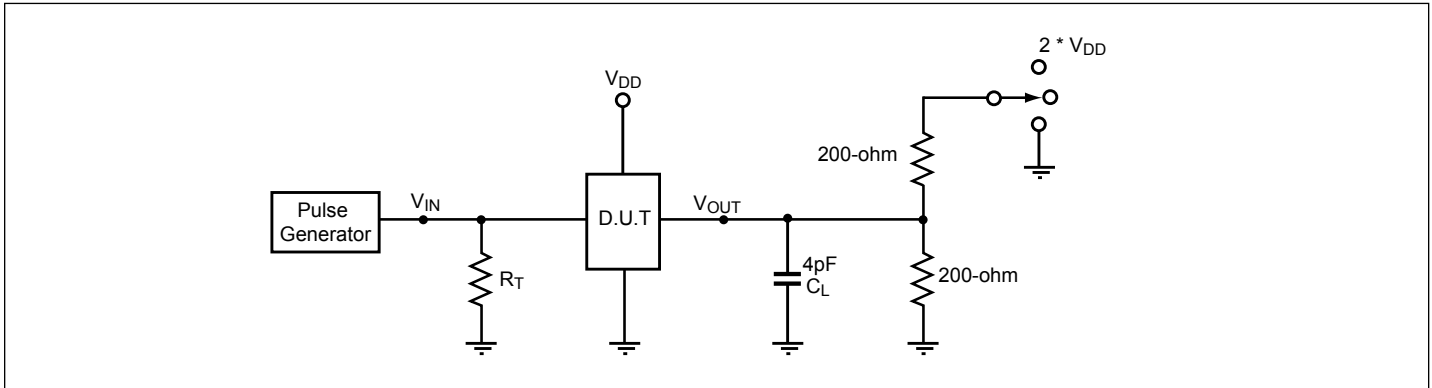 2 * VDD
VDD
200-ohm
Pulse
Generator
VIN
D.U.T
VOUT
RT
4pF
CL
200-ohm